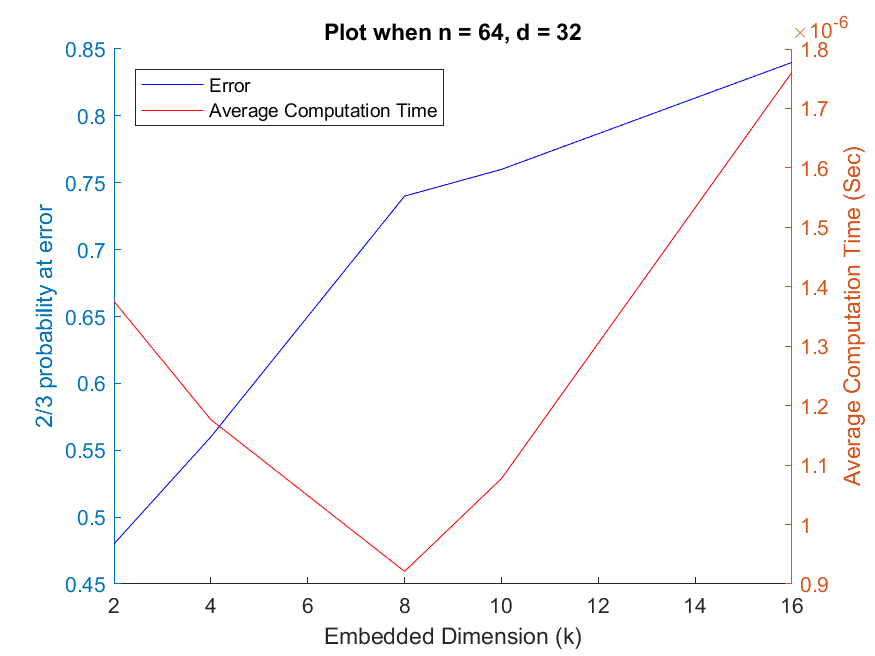 Plot when n = 64, d = 32
×10-6
Error
Average Computation Time
2/3 probability at error
0.85
0.8
0.75
0.7
0.65
0.6
0.55
0.5
0.45
1.8
1.7
1.6
1.5
1.4
1.3
1.2
1.1
1
0.9
Average Computation Time (Sec)
2 4 6 8 10 12 14 16
Embedded Dimension (k)